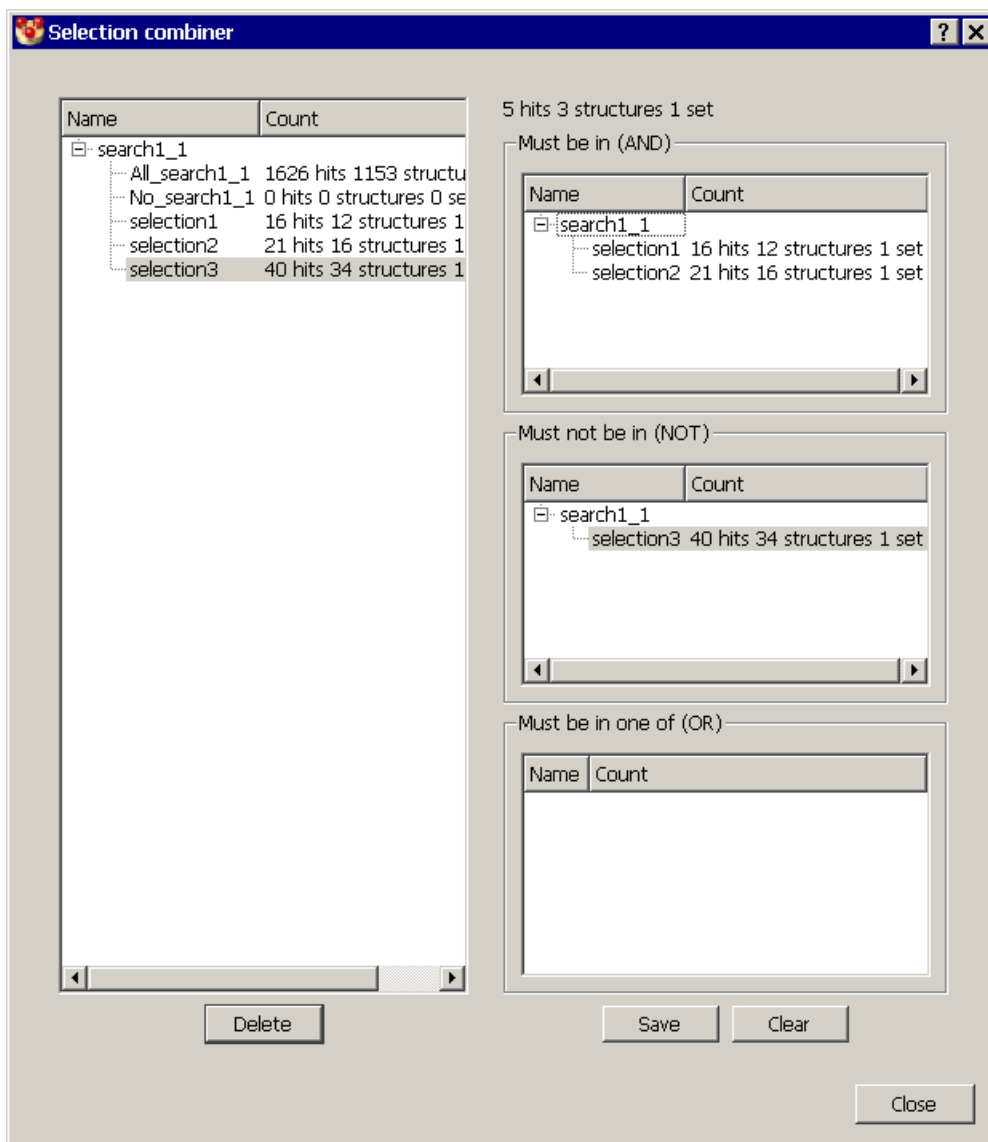 Selection combiner
Name Count
search1_1
All_search1_1 1626 hits 1153 structu
No_search1_1 0 hits 0 structures 0 se
selection1 16 hits 12 structures 1
selection2 21 hits 16 structures 1
selection3 40 hits 34 structures 1
Delete
5 hits 3 structures 1 set
Must be in (AND)
Name Count
search1_1
selection1 16 hits 12 structures 1 set
selection2 21 hits 16 structures 1 set
Must not be in (NOT)
Name Count
search1_1
selection3 40 hits 34 structures 1 set
Must be in one of (OR)
Name Count
Save Clear
Close